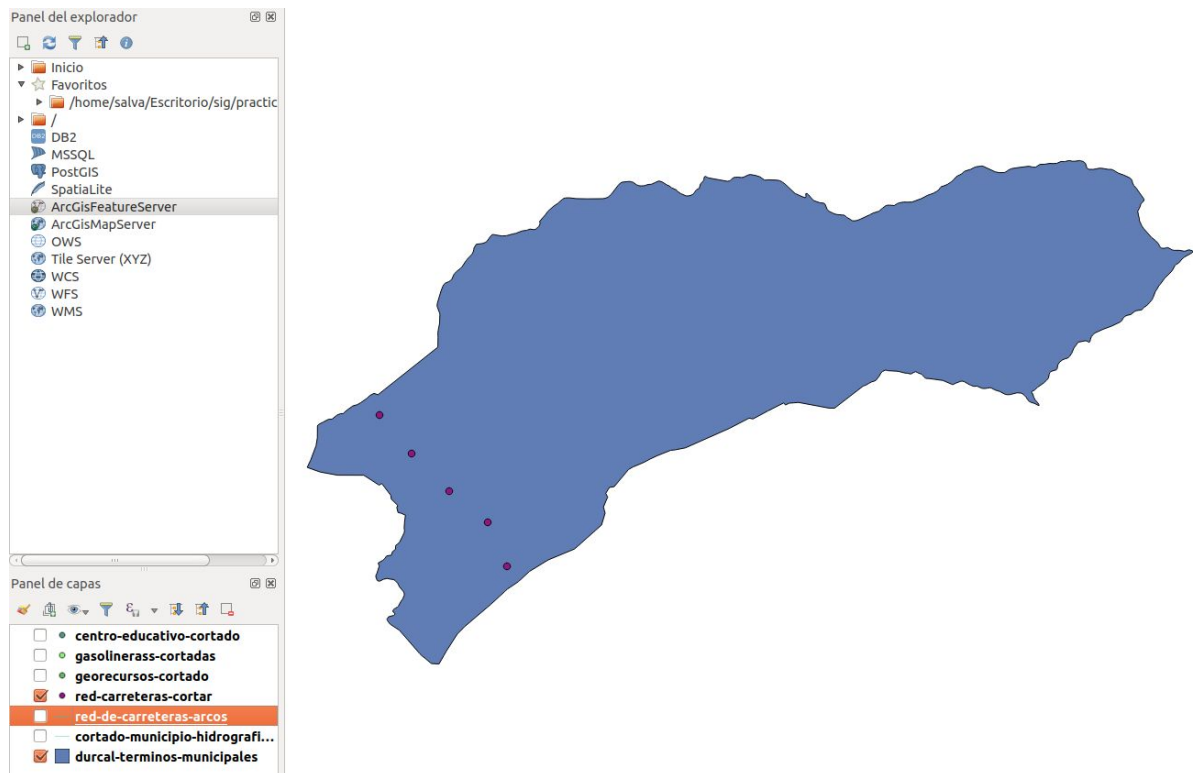 Panel del explorador
Inicio
Favoritos
/home/salva/Escritorio/sig/practic
/
DB2
MSSQL
PostGIS
SpatiaLite
ArcGisFeatureServer
ArcGisMapServer
OWS
Tile Server (XYZ)
WCS
WFS
WMS
Panel de capas
centro-educativo-cortado
gasolinerass-cortadas
georecursos-cortado
red-carreteras-cortar
red-de-carreteras-arcos
cortado-municipio-hidrografi...
durcal-terminos-municipales